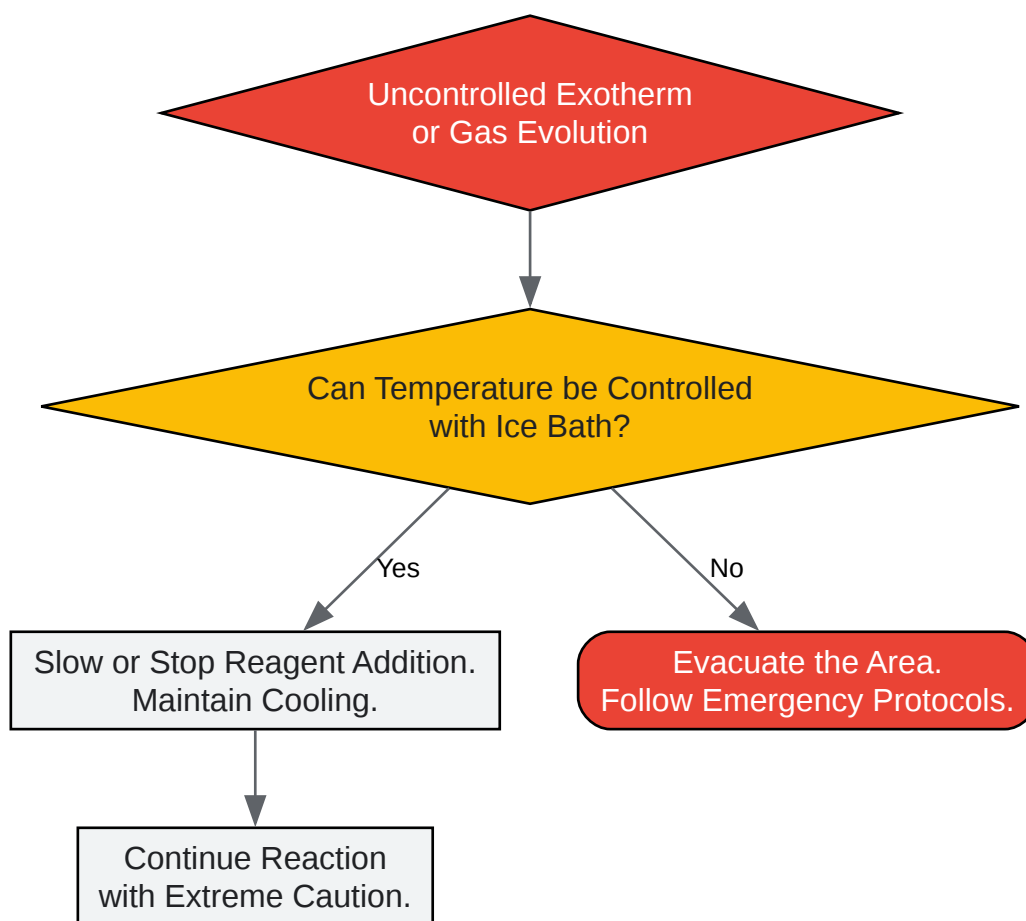 Uncontrolled Exotherm
or Gas Evolution
Can Temperature be Controlled
with Ice Bath?
Yes
No
Slow or Stop Reagent Addition.
Maintain Cooling.
Evacuate the Area.
Follow Emergency Protocols.
Continue Reaction
with Extreme Caution.